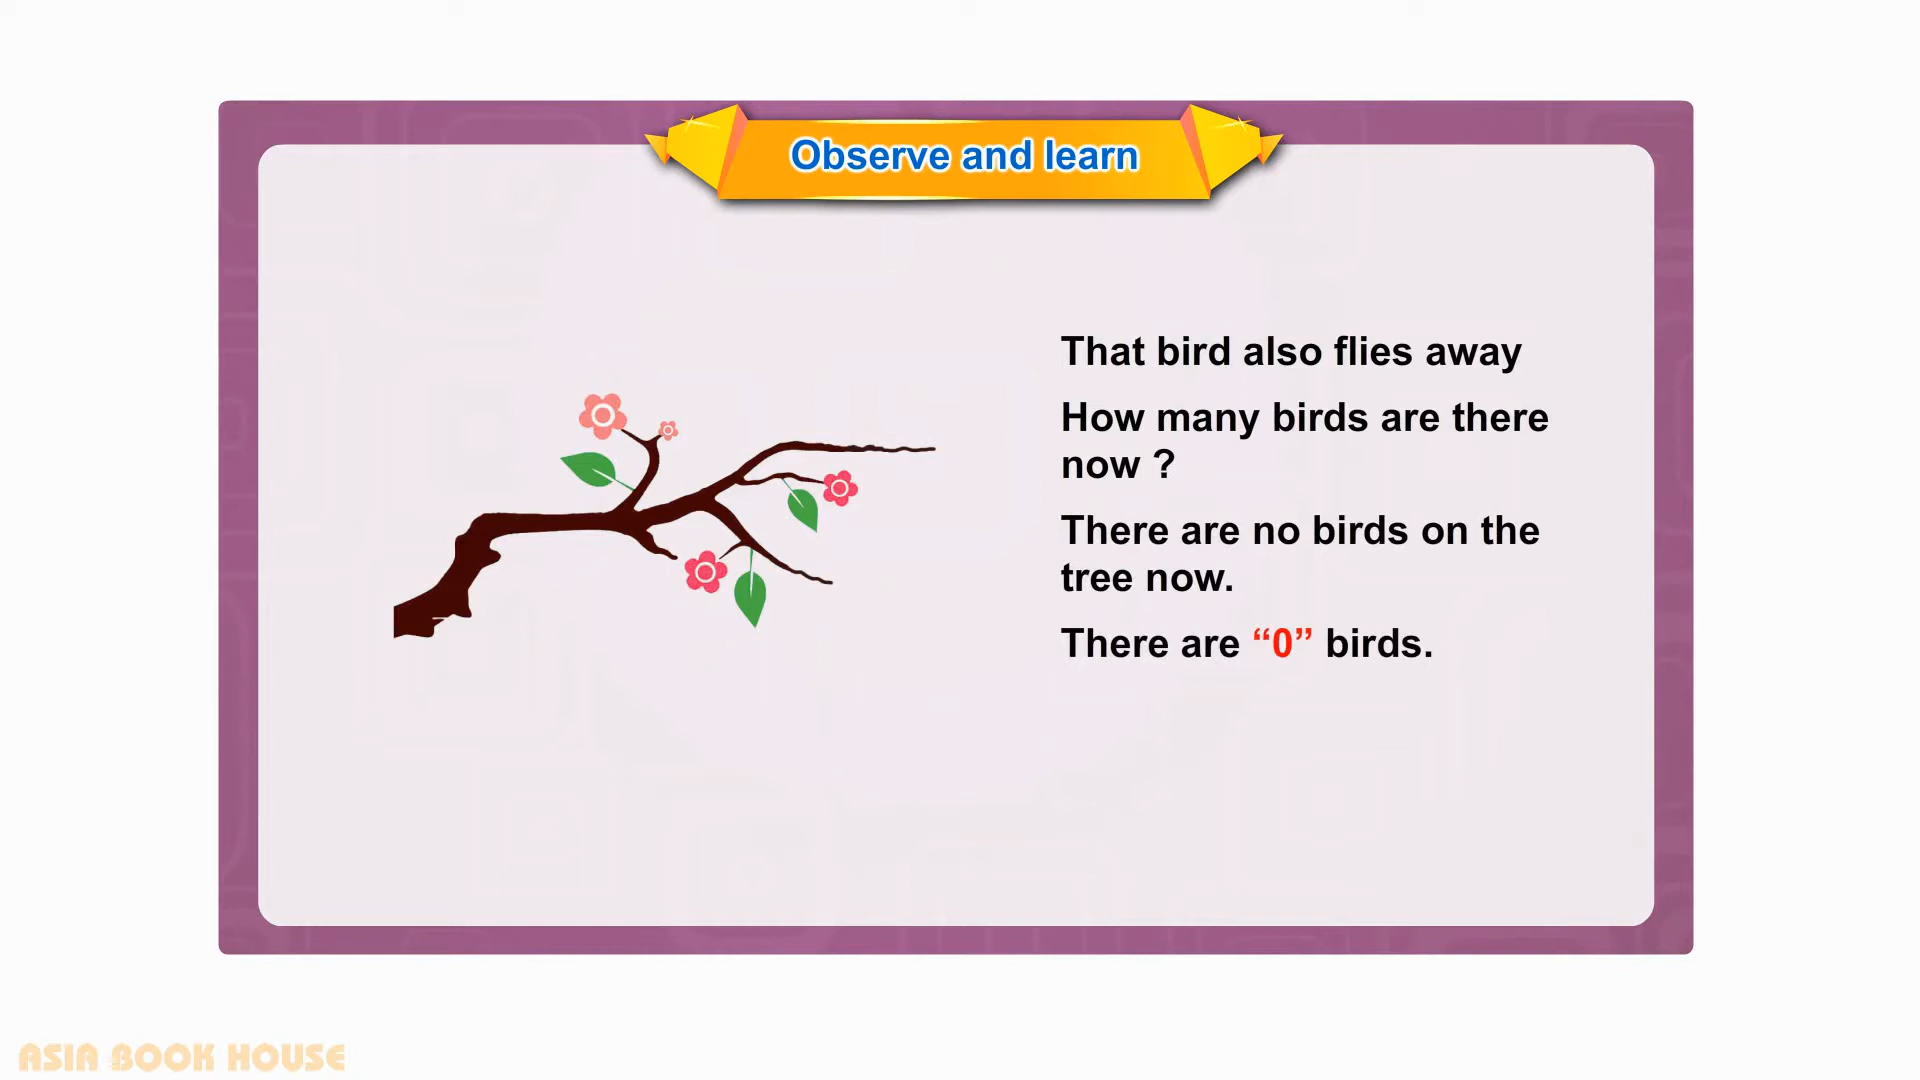 Observe and learn
That bird also flies away
How many birds are there
now ?
There are no birds on the
tree now.
There are “0” birds.
ASIA BOOK HOUSE